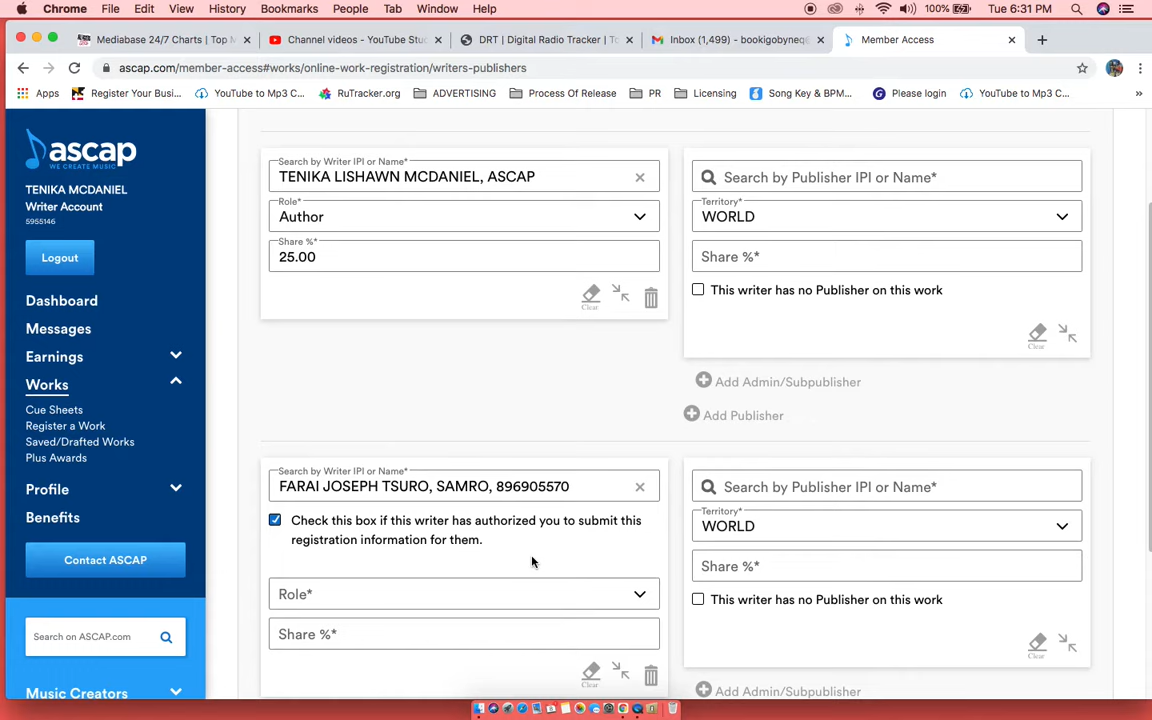 Chrome File Edit View History Bookmarks People Tab Window Help 100% Tue 6:31 PM
Mediabase 24/7 Charts | Top M
Channel videos - YouTube Stud
DRT | Digital Radio Tracker | To
Inbox (1,499) - bookigobyneq@
Member Access
ascap.com/member-access#works/online-work-registration/writers-publishers
Apps Register Your Busi... YouTube to Mp3 C... RuTracker.org ADVERTISING Process Of Release PR Licensing Song Key & BPM... Please login YouTube to Mp3 C... »
ascap
WE CREATE MUSIC
TENIKA MCDANIEL
Writer Account
5955146
Logout
Dashboard
Messages
Earnings
Works
Cue Sheets
Register a Work
Saved/Drafted Works
Plus Awards
Profile
Benefits
Contact ASCAP
Search on ASCAP.com
Music Creators
Search by Writer IPI or Name*
TENIKA LISHAWN MCDANIEL, ASCAP
Role*
Author
Share %*
25.00
Clear
Search by Publisher IPI or Name*
Territory*
WORLD
Share %*
This writer has no Publisher on this work
Clear
Add Admin/Subpublisher
Add Publisher
Search by Writer IPI or Name*
FARAI JOSEPH TSURO, SAMRO, 896905570
Check this box if this writer has authorized you to submit this
registration information for them.
Role*
Share %*
Clear
Search by Publisher IPI or Name*
Territory*
WORLD
Share %*
This writer has no Publisher on this work
Clear
Add Admin/Subpublisher